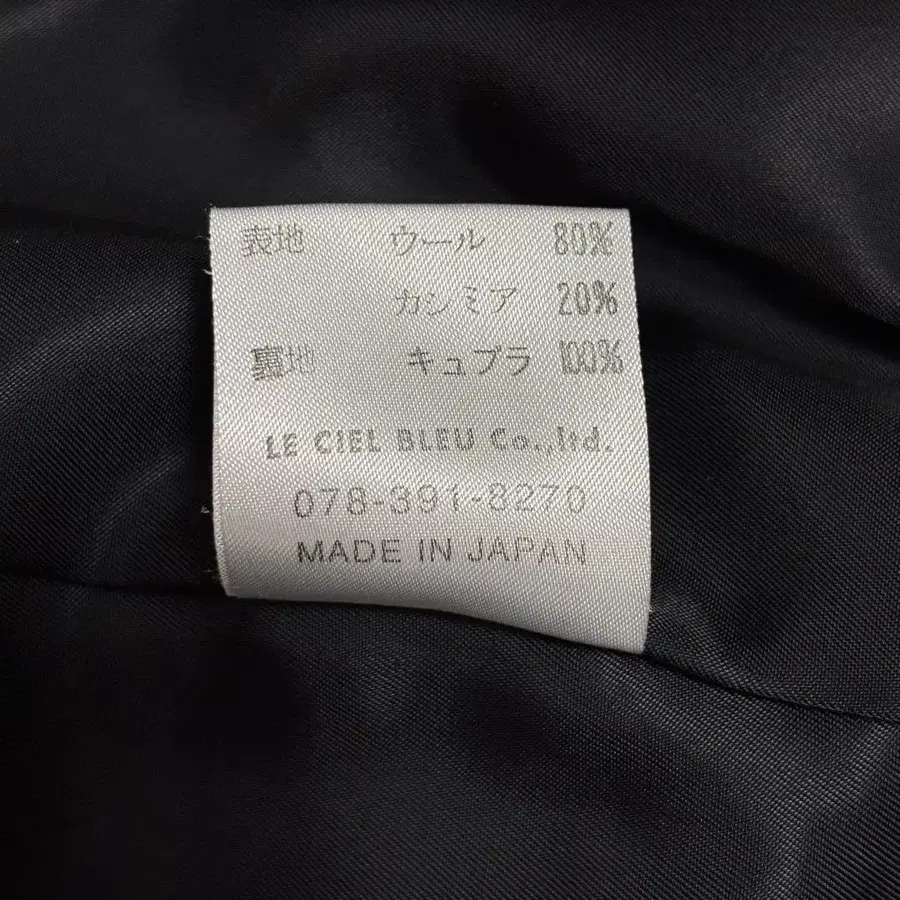 表地 ウール 80%
カシミア 20%
裏地 キュプラ 100%
LE CIEL BLEU Co.,ltd.
078-391-8270
MADE IN JAPAN